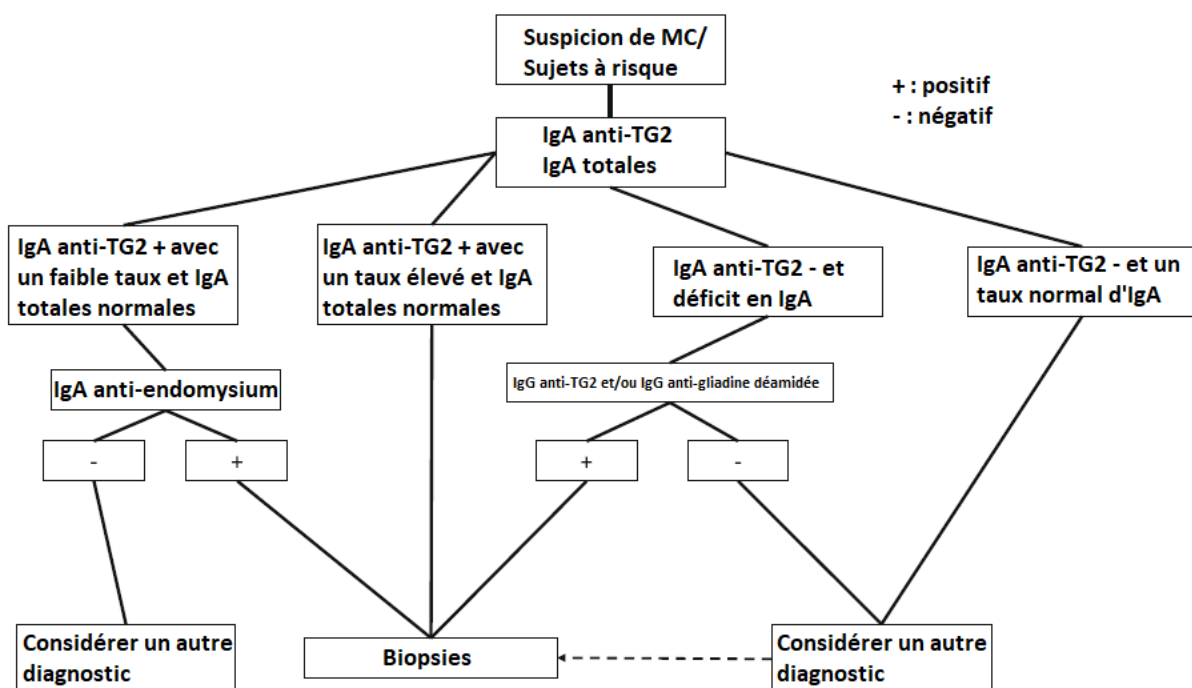 Suspicion de MC/
Sujets à risque
+ : positif
- : négatif
IgA anti-TG2
IgA totales
IgA anti-TG2 + avec
un faible taux et IgA
totales normales
IgA anti-TG2 + avec
un taux élevé et IgA
totales normales
IgA anti-TG2 - et
déficit en IgA
IgA anti-TG2 - et un
taux normal d'IgA
IgA anti-endomysium
IgG anti-TG2 et/ou IgG anti-gliadine déamidée
-
+
+
-
Considérer un autre
diagnostic
Biopsies
Considérer un autre
diagnostic